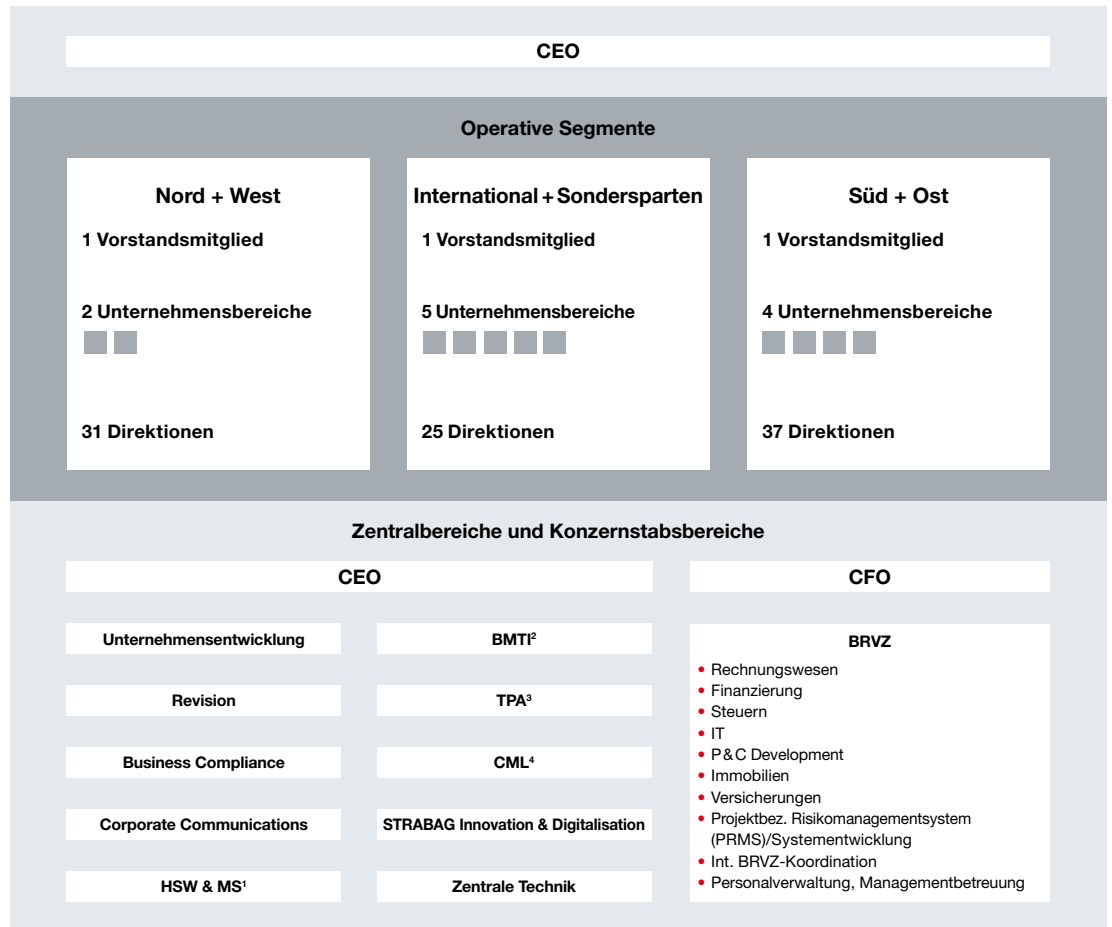 CEO
Operative Segmente
Nord + West
1 Vorstandsmitglied
2 Unternehmensbereiche
31 Direktionen
International + Sondersparten
1 Vorstandsmitglied
5 Unternehmensbereiche
25 Direktionen
Süd + Ost
1 Vorstandsmitglied
4 Unternehmensbereiche
37 Direktionen
Zentralbereiche und Konzernstabsbereiche
CEO
Unternehmensentwicklung
Revision
Business Compliance
Corporate Communications
HSW & MS¹
BMTI²
TPA³
CML⁴
STRABAG Innovation & Digitalisation
Zentrale Technik
CFO
BRVZ
• Rechnungswesen
• Finanzierung
• Steuern
• IT
• P&C Development
• Immobilien
• Versicherungen
• Projektbez. Risikomanagementsystem
(PRMS)/Systementwicklung
• Int. BRVZ-Koordination
• Personalverwaltung, Managementbetreuung